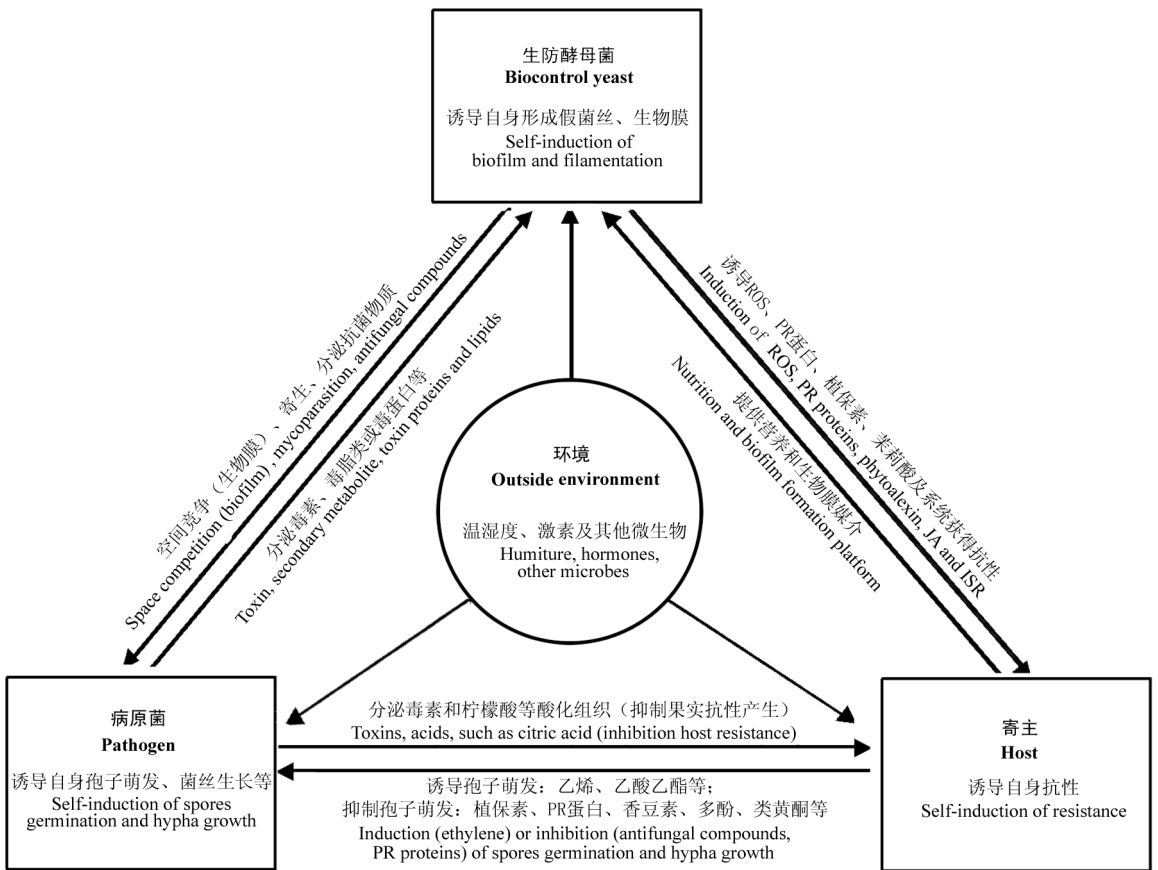 生防酵母菌
Biocontrol yeast
诱导自身形成假菌丝、生物膜
Self-induction of
biofilm and filamentation
空间竞争（生物膜）、寄生、分泌抗菌物质
Space competition (biofilm) , mycoparasition, antifungal compounds
分泌毒素、毒脂类或毒蛋白等
Toxin, secondary metabolite, toxin proteins and lipids
诱导ROS、PR蛋白、植保素、茉莉酸及系统获得抗性
Induction of ROS, PR proteins, phytoalexin, JA and ISR
提供营养和生物膜媒介
Nutrition and biofilm formation platform
环境
Outside environment
温湿度、激素及其他微生物
Humiture, hormones,
other microbes
病原菌
Pathogen
诱导自身孢子萌发、菌丝生长等
Self-induction of spores
germination and hypha growth
分泌毒素和柠檬酸等酸化组织（抑制果实抗性产生）
Toxins, acids, such as citric acid (inhibition host resistance)
诱导孢子萌发：乙烯、乙酸乙酯等；
抑制孢子萌发：植保素、PR蛋白、香豆素、多酚、类黄酮等
Induction (ethylene) or inhibition (antifungal compounds,
PR proteins) of spores germination and hypha growth
寄主
Host
诱导自身抗性
Self-induction of resistance